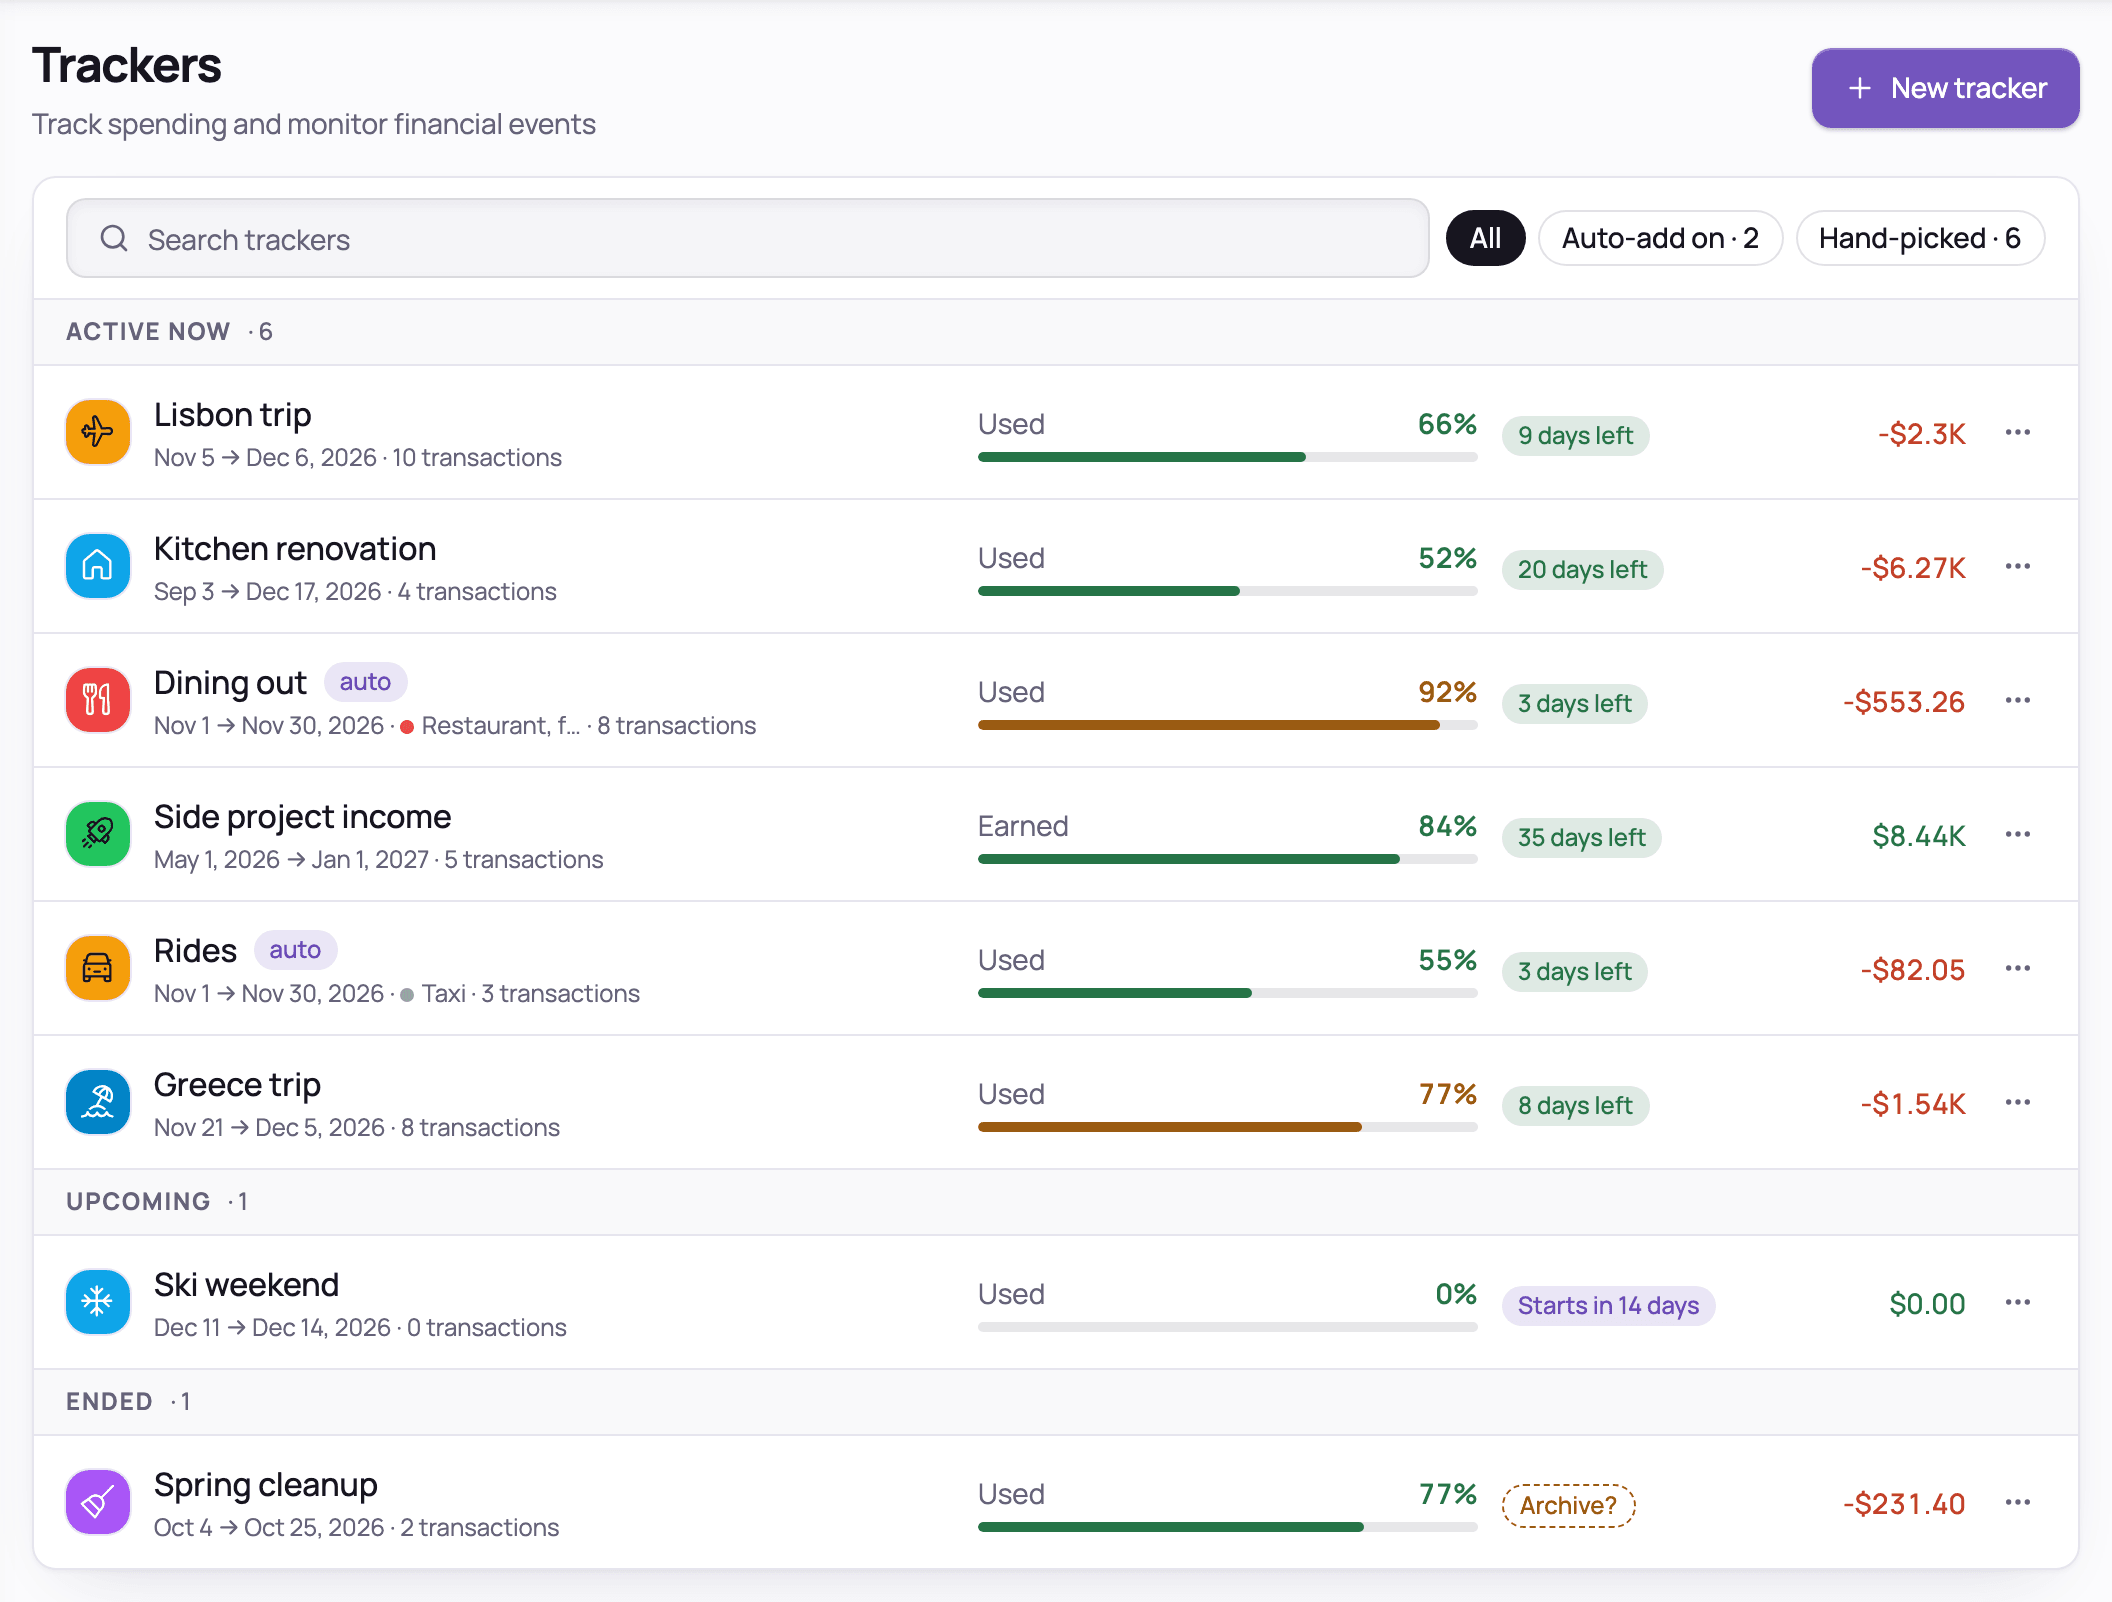 Trackers
Track spending and monitor financial events
+ New tracker
Search trackers
All
Auto-add on · 2
Hand-picked · 6
ACTIVE NOW · 6
Lisbon trip
Nov 5 → Dec 6, 2026 · 10 transactions
Used 66%
9 days left
-$2.3K
Kitchen renovation
Sep 3 → Dec 17, 2026 · 4 transactions
Used 52%
20 days left
-$6.27K
Dining out auto
Nov 1 → Nov 30, 2026 · Restaurant, f... · 8 transactions
Used 92%
3 days left
-$553.26
Side project income
May 1, 2026 → Jan 1, 2027 · 5 transactions
Earned 84%
35 days left
$8.44K
Rides auto
Nov 1 → Nov 30, 2026 · Taxi · 3 transactions
Used 55%
3 days left
-$82.05
Greece trip
Nov 21 → Dec 5, 2026 · 8 transactions
Used 77%
8 days left
-$1.54K
UPCOMING · 1
Ski weekend
Dec 11 → Dec 14, 2026 · 0 transactions
Used 0%
Starts in 14 days
$0.00
ENDED · 1
Spring cleanup
Oct 4 → Oct 25, 2026 · 2 transactions
Used 77%
Archive?
-$231.40